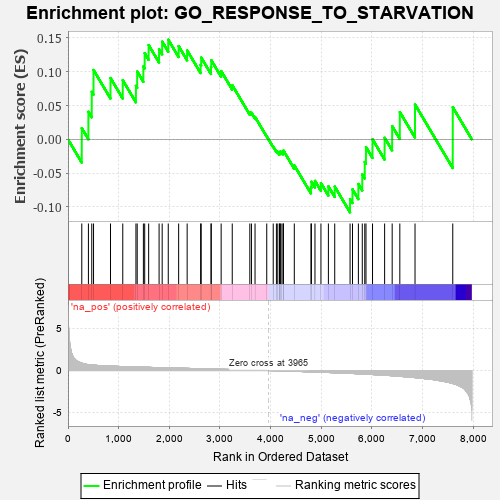 Enrichment plot: GO_RESPONSE_TO_STARVATION
Enrichment score (ES)
0.15
0.10
0.05
0.00
-0.05
-0.10
'na_pos' (positively correlated)
Ranked list metric (PreRanked)
5
0
-5
Zero cross at 3965
'na_neg' (negatively correlated)
0 1,000 2,000 3,000 4,000 5,000 6,000 7,000 8,000
Rank in Ordered Dataset
Enrichment profile Hits Ranking metric scores